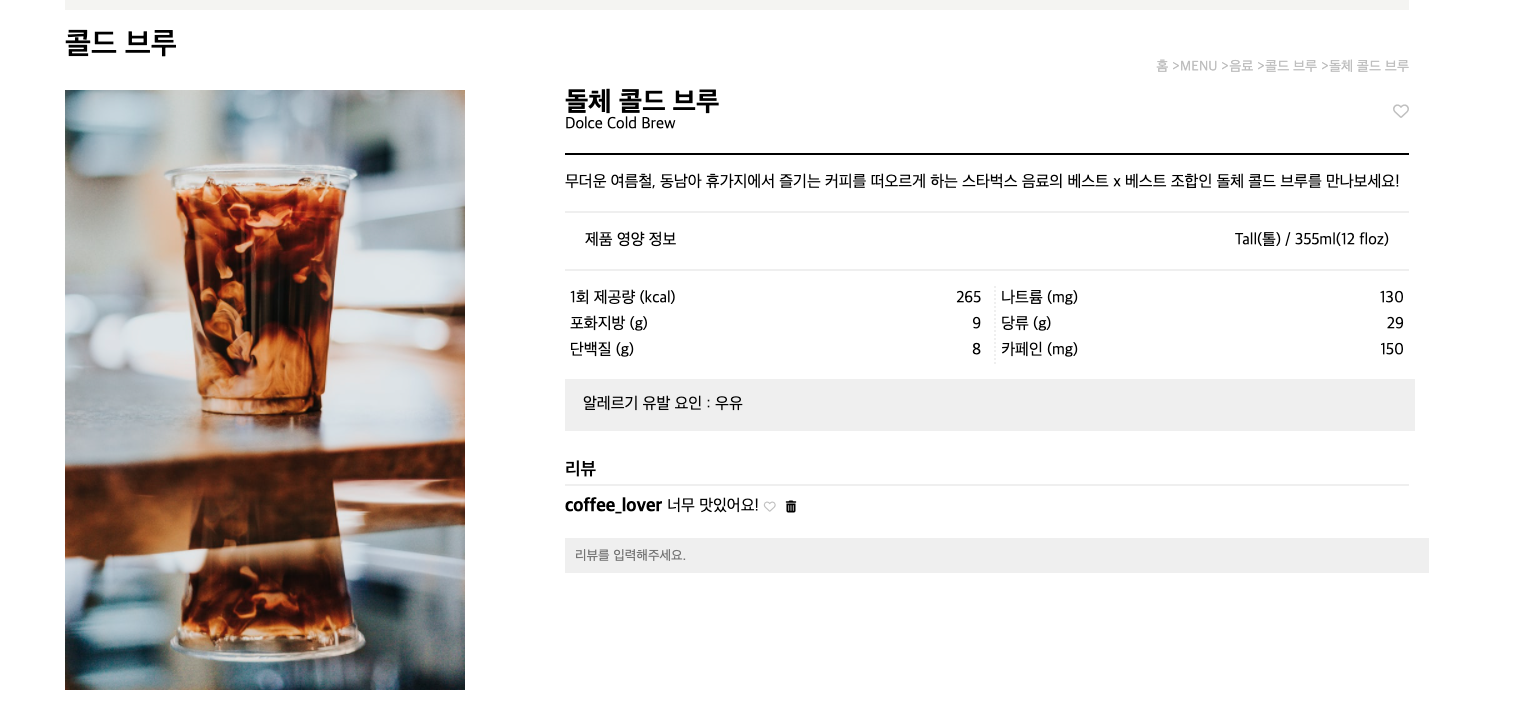 콜드 브루
홈 >MENU >음료 >콜드 브루 >돌체 콜드 브루
돌체 콜드 브루
Dolce Cold Brew
무더운 여름철, 동남아 휴가지에서 즐기는 커피를 떠오르게 하는 스타벅스 음료의 베스트 x 베스트 조합인 돌체 콜드 브루를 만나보세요!
제품 영양 정보 Tall(톨) / 355ml(12 floz)
1회 제공량 (kcal) 265 나트륨 (mg) 130
포화지방 (g) 9 당류 (g) 29
단백질 (g) 8 카페인 (mg) 150
알레르기 유발 요인 : 우유
리뷰
coffee_lover 너무 맛있어요!
리뷰를 입력해주세요.